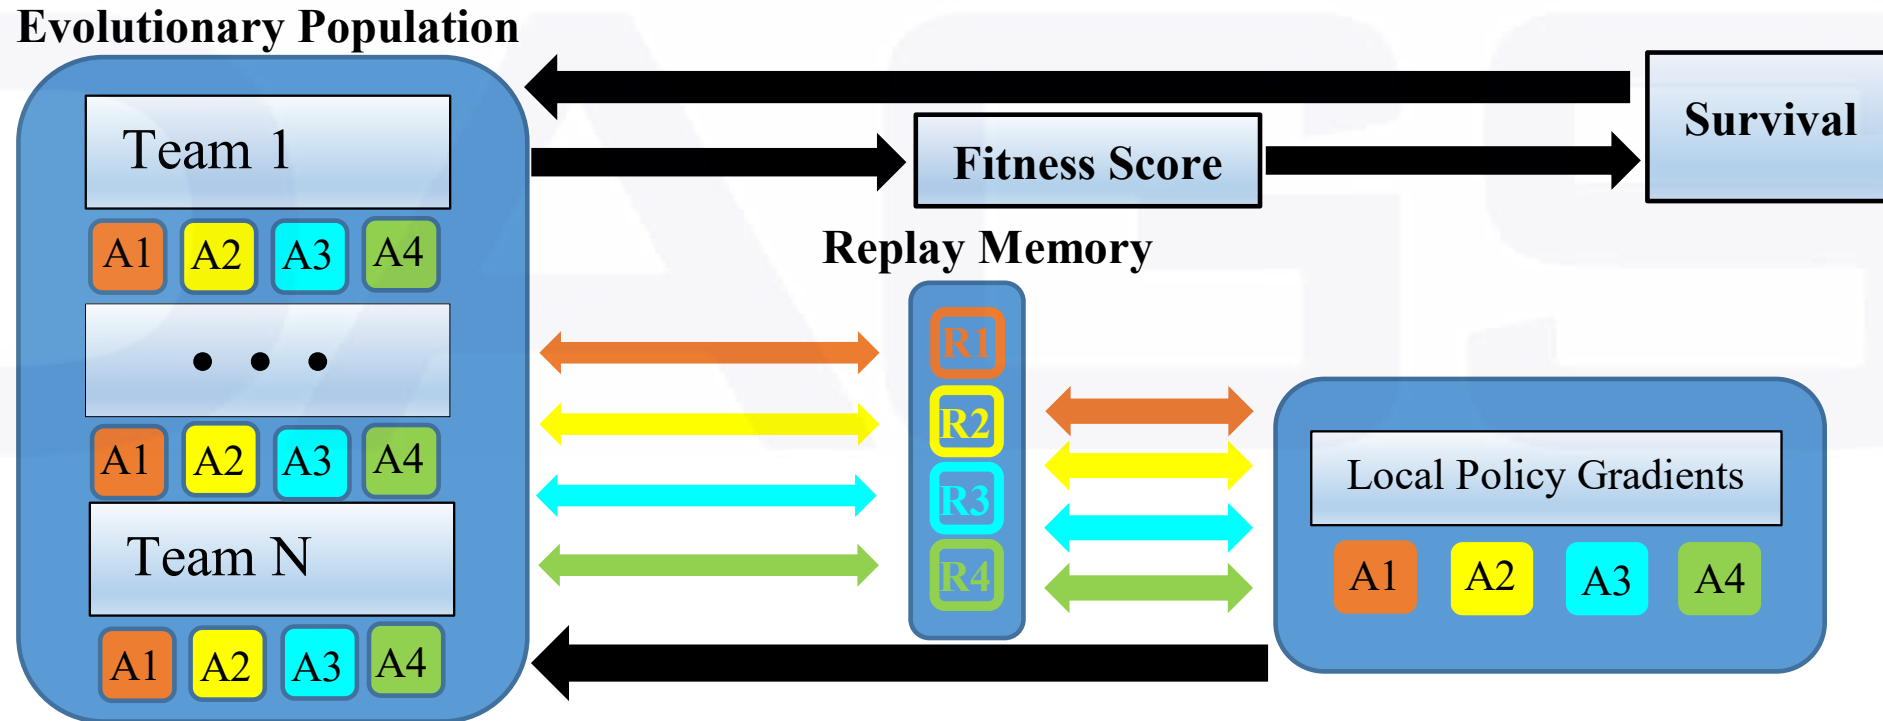 Evolutionary Population
Team 1
A1 A2 A3 A4
• • •
A1 A2 A3 A4
Team N
A1 A2 A3 A4
Fitness Score
Survival
Replay Memory
R1
R2
R3
R4
Local Policy Gradients
A1 A2 A3 A4